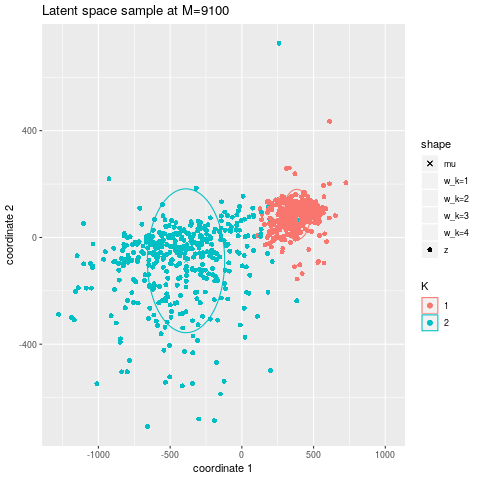 Latent space sample at M=9100
coordinate 2
400
0
-400
-1000
-500
0
500
1000
coordinate 1
shape
mu
w_k=1
w_k=2
w_k=3
w_k=4
z
K
1
2